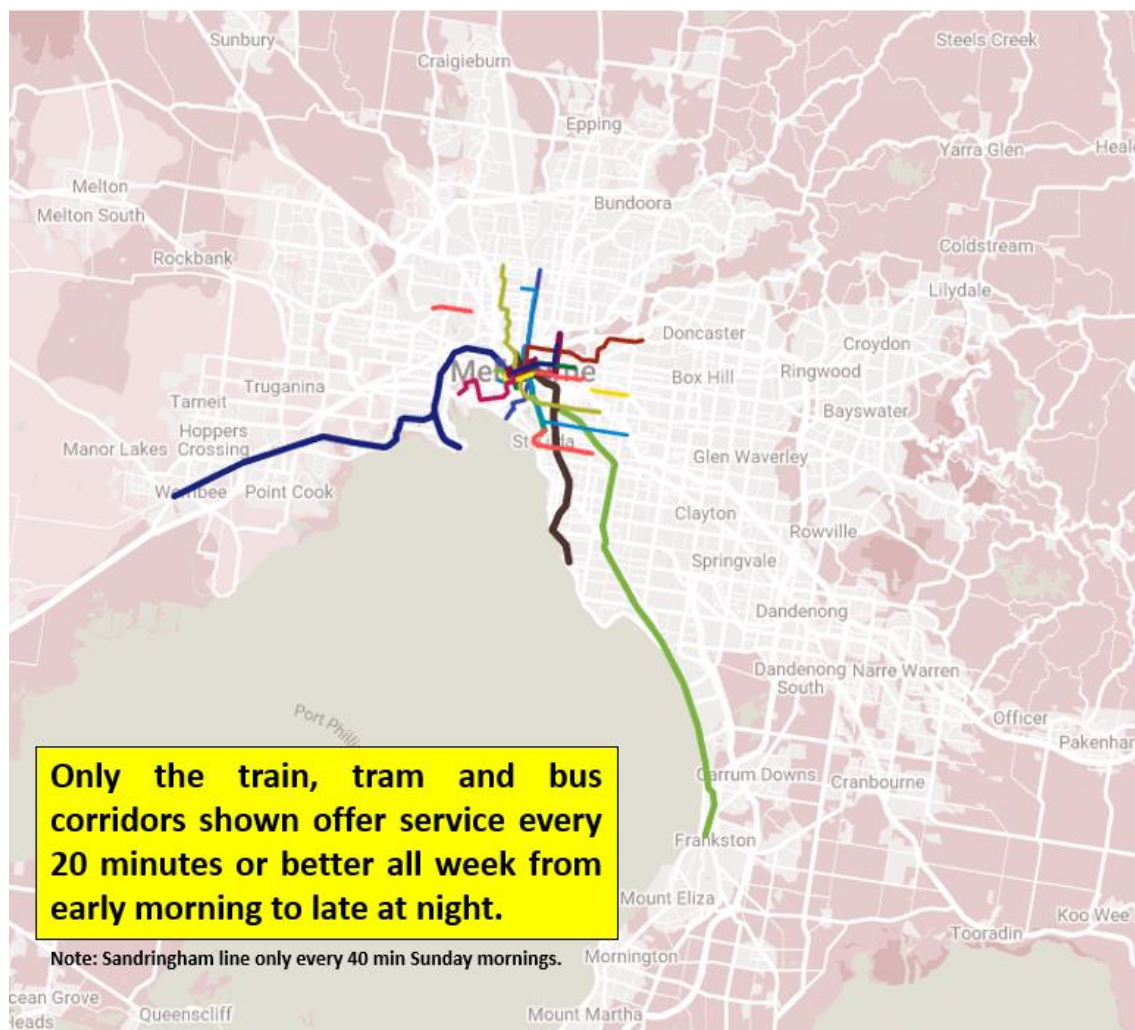 Sunbury
Steels Creek
Craigieburn
Epping
Yarra Glen
Melton
Melton South
Bundoora
Coldstream
Rockbank
Lilydale
Doncaster
Croydon
Box Hill
Ringwood
Truganina
Tarneit
Bayswater
Hoppers
Crossing
Manor Lakes
Glen Waverley
Point Cook
Clayton
Rowville
Springvale
Dandenong
Dandenong
South
Narre Warren
Officer
Port
Only the train, tram and bus
corridors shown offer service every
20 minutes or better all week from
early morning to late at night.
Carrum Downs
Cranbourne
Frankston
Mount Eliza
Koo Wee
Tooradin
Note: Sandringham line only every 40 min Sunday mornings.
Mornington
Queenscliff
Mount Martha